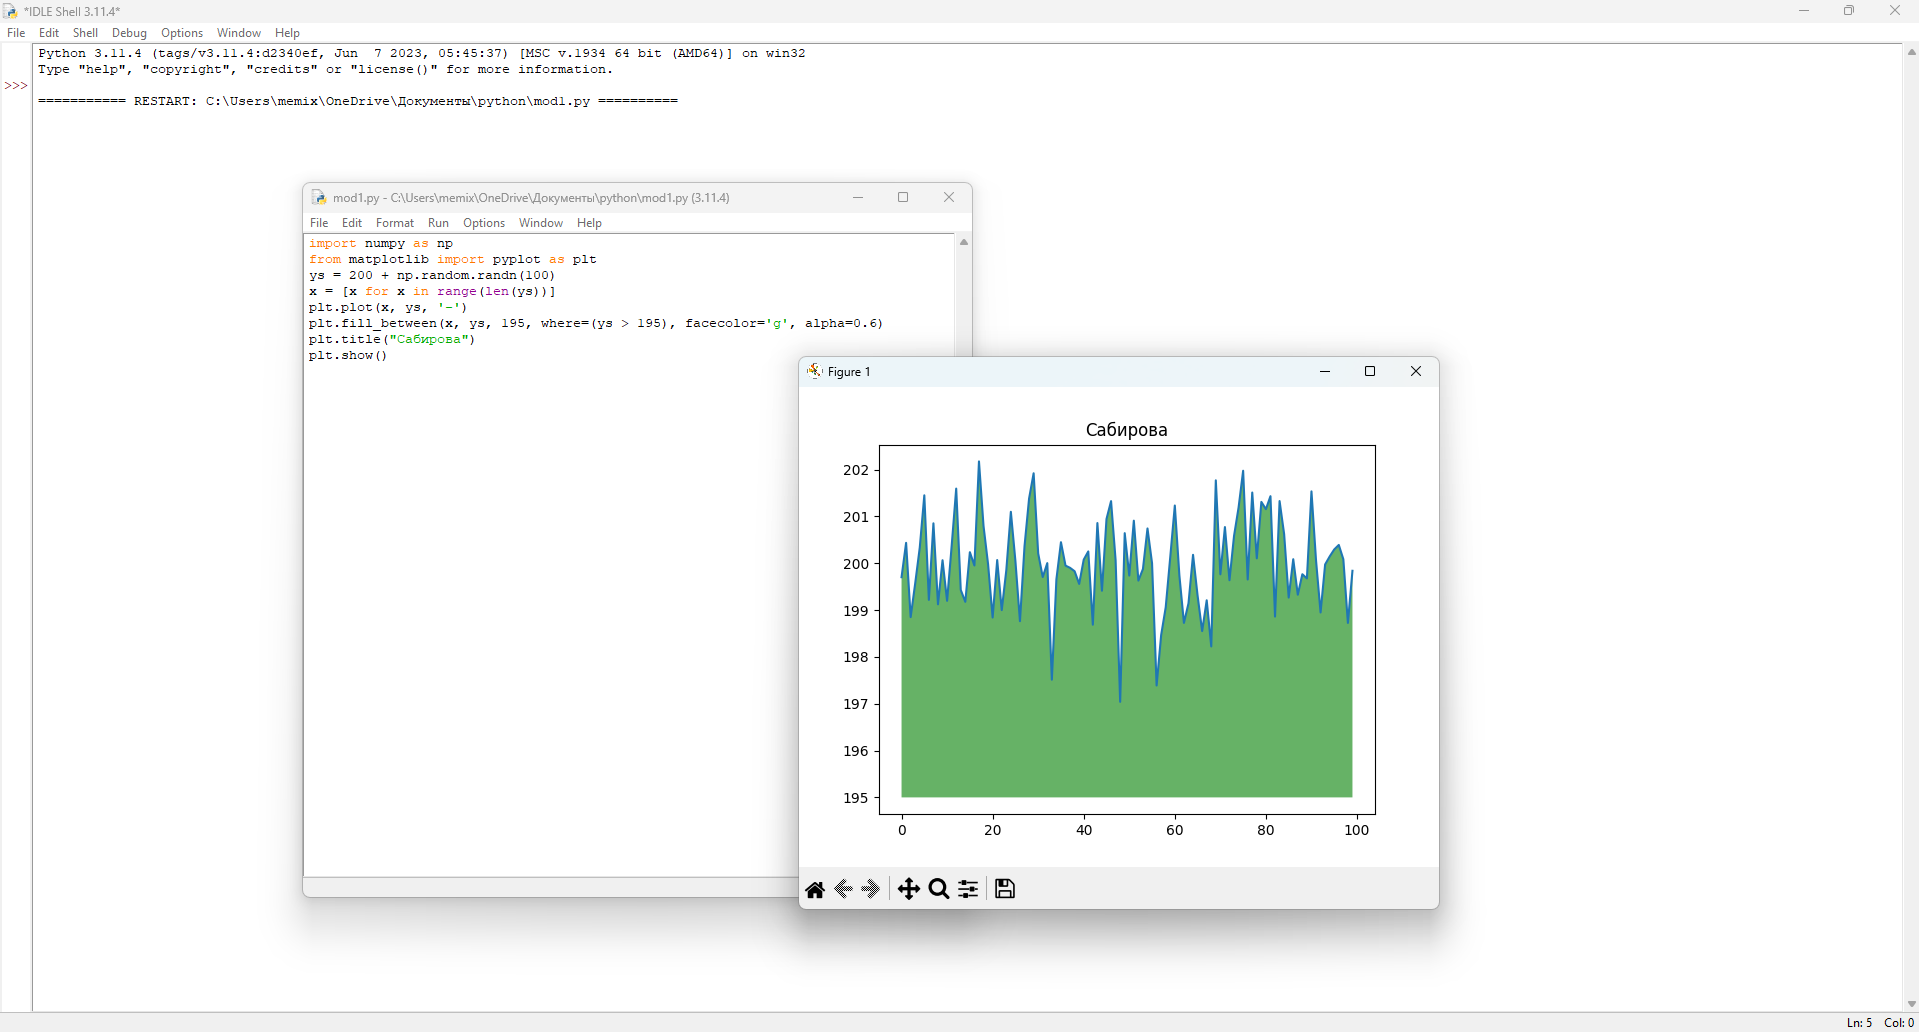 *IDLE Shell 3.11.4*
File Edit Shell Debug Options Window Help
Python 3.11.4 (tags/v3.11.4:d2340ef, Jun  7 2023, 05:45:37) [MSC v.1934 64 bit (AMD64)] on win32
Type "help", "copyright", "credits" or "license()" for more information.
>>>
=========== RESTART: C:\Users\memix\OneDrive\Документы\python\mod1.py ==========
mod1.py - C:\Users\memix\OneDrive\Документы\python\mod1.py (3.11.4)
File Edit Format Run Options Window Help
import numpy as np
from matplotlib import pyplot as plt
ys = 200 + np.random.randn(100)
x = [x for x in range(len(ys))]
plt.plot(x, ys, '-')
plt.fill_between(x, ys, 195, where=(ys > 195), facecolor='g', alpha=0.6)
plt.title("Сабирова")
plt.show()
Figure 1
Сабирова
202
201
200
199
198
197
196
195
0 20 40 60 80 100
Ln: 5 Col: 0